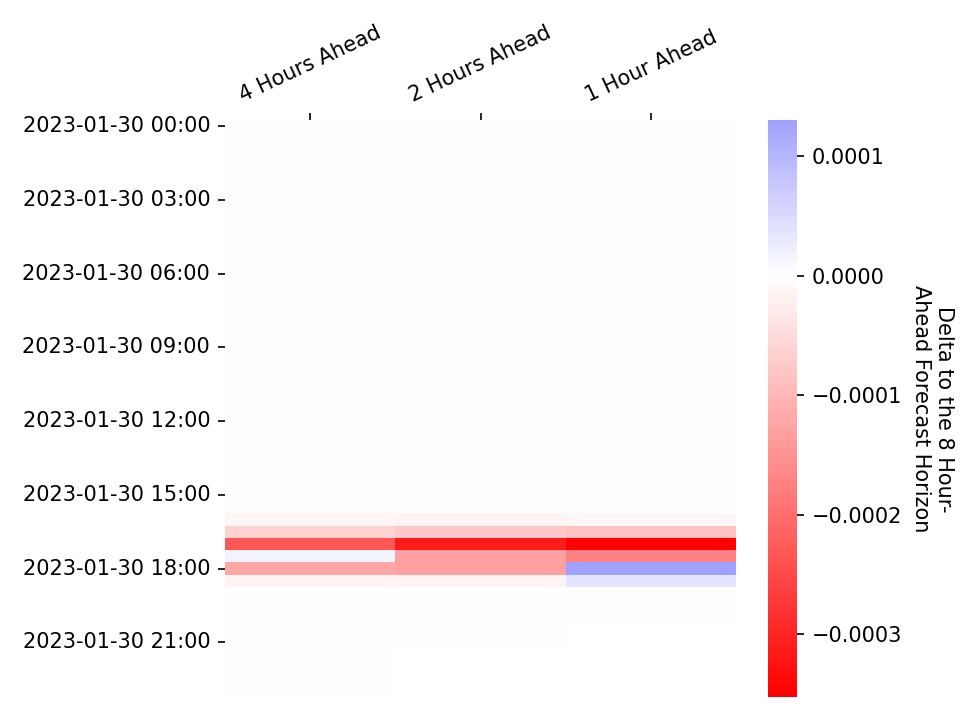 4 Hours Ahead
2 Hours Ahead
1 Hour Ahead
2023-01-30 00:00
2023-01-30 03:00
2023-01-30 06:00
2023-01-30 09:00
2023-01-30 12:00
2023-01-30 15:00
2023-01-30 18:00
2023-01-30 21:00
0.0001
0.0000
−0.0001
−0.0002
−0.0003
Delta to the 8 Hour-
Ahead Forecast Horizon